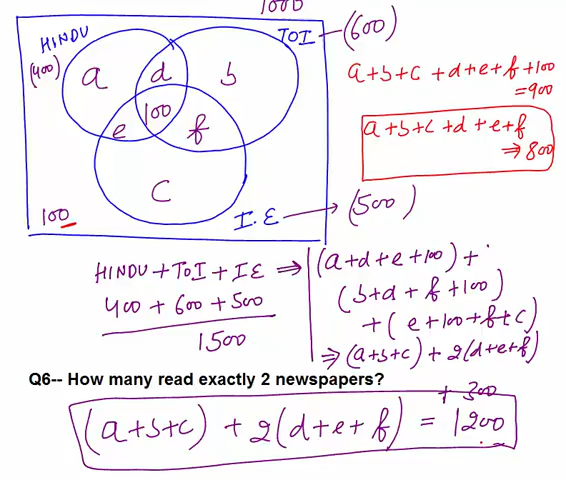 1000
HINDU
TOI → (600)
(400) a d b
a+b+c +d+e+f+100
=900
100
e f
a+b+c +d+e+f
⇒ 800
C
100
I.E → (500)
HINDU + TOI + IE ⇒ (a+d+e+100) +
400 + 600 + 500
(b+d + f +100)
1500
+ (e+100+f+c)
⇒ (a+b+c) + 2(d+e+f)
+ 300
Q6-- How many read exactly 2 newspapers?
(a+b+c) + 2(d+e+f) = 1200